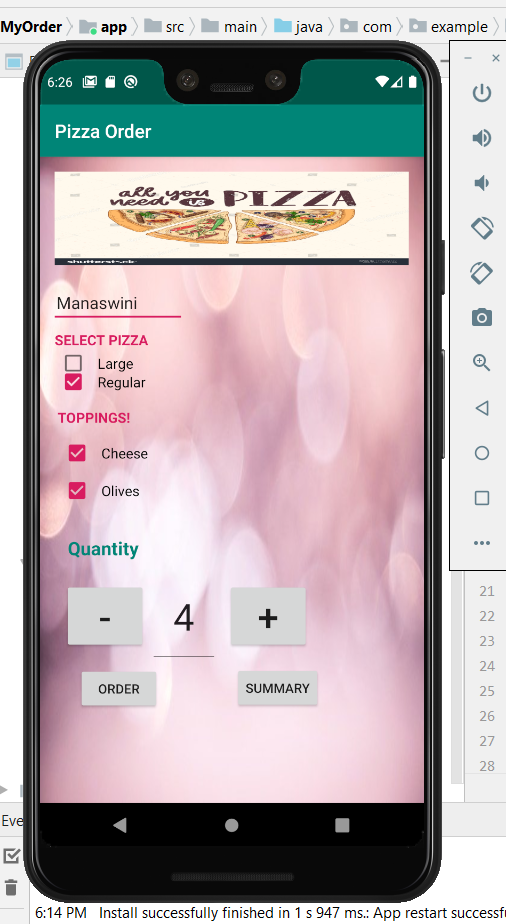 MyOrder app src main java com example
6:26
Pizza Order
all you need is PIZZA
shutterstock
Manaswini
SELECT PIZZA
Large
Regular
TOPPINGS!
Cheese
Olives
Quantity
- 4 +
ORDER SUMMARY
21
22
23
24
25
26
27
28
Eve
6:14 PM Install successfully finished in 1 s 947 ms.: App restart successf